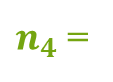 n₄ =